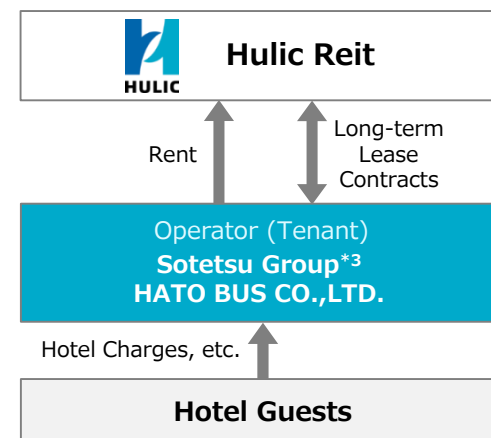 HULIC
Hulic Reit
Rent
Long-term
Lease
Contracts
Operator (Tenant)
Sotetsu Group*3
HATO BUS CO.,LTD.
Hotel Charges, etc.
Hotel Guests